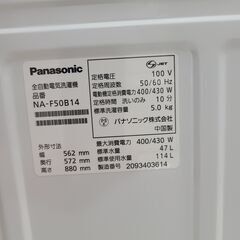 Panasonic
全自動電気洗濯機
品番
NA-F50B14
外形寸法
幅 562 mm
奥行 572 mm
高さ 880 mm
JET
定格電圧 100 V
定格周波数 50/60 Hz
電動機定格消費電力 400/430 W
定格時間 洗いのみ 10 分
標準洗濯容量 5.0 kg
パナソニック株式会社
中国製
最大消費電力 400/430 W
標準水量 47 L
標準使用水量 114 L
2093403614